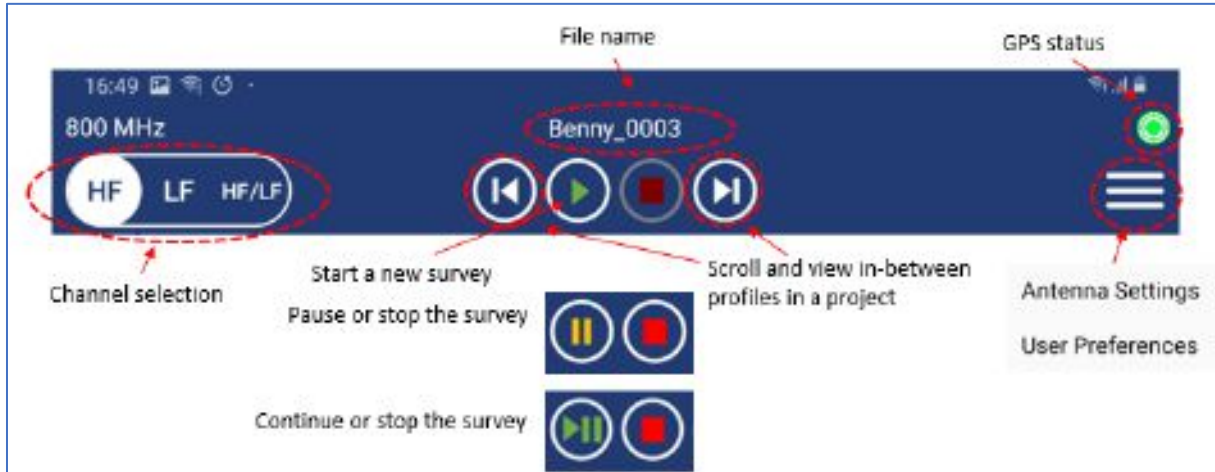 File name
GPS status
16:49
800 MHz
Benny_0003
HF LF HF/LF
Start a new survey
Scroll and view in-between
profiles in a project
Channel selection
Pause or stop the survey
Antenna Settings
User Preferences
Continue or stop the survey